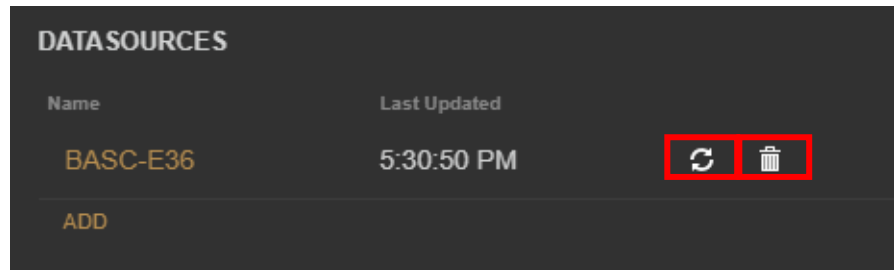 DATASOURCES
Name Last Updated
BASC-E36 5:30:50 PM
ADD